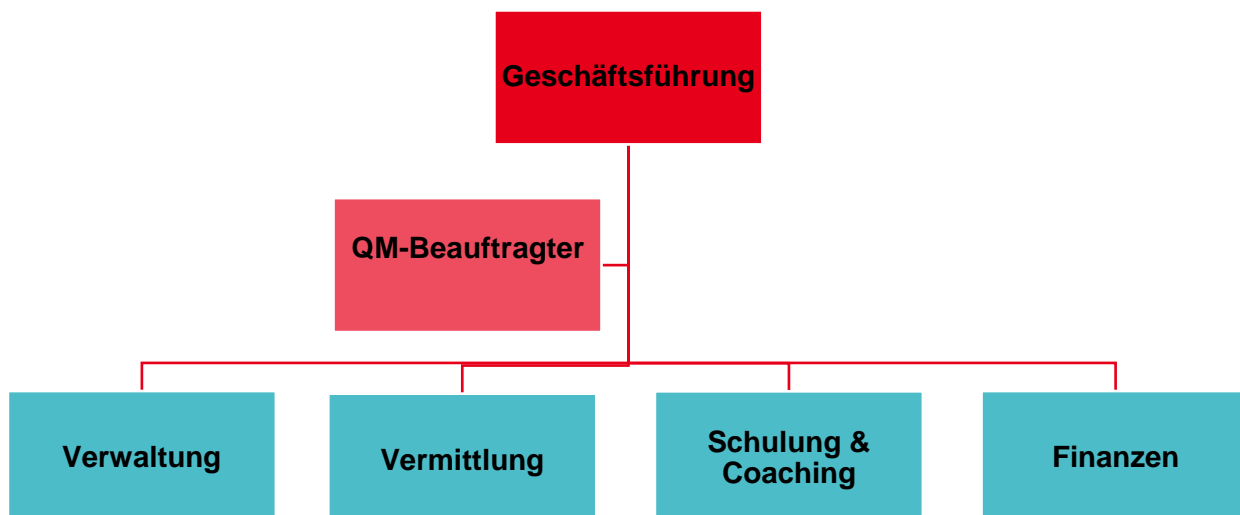 Geschäftsführung
QM-Beauftragter
Verwaltung
Vermittlung
Schulung &
Coaching
Finanzen